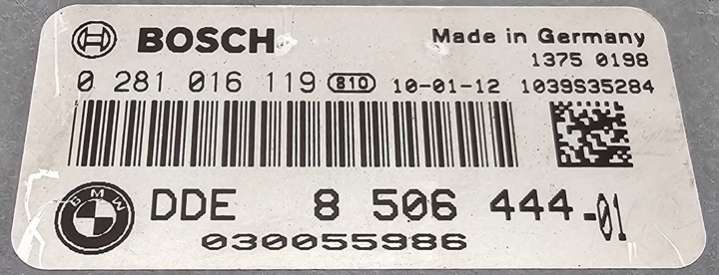 BOSCH Made in Germany
1375 0198
0 281 016 119 810 10-01-12 1039S35284
BMW DDE 8 506 444-01
030055986